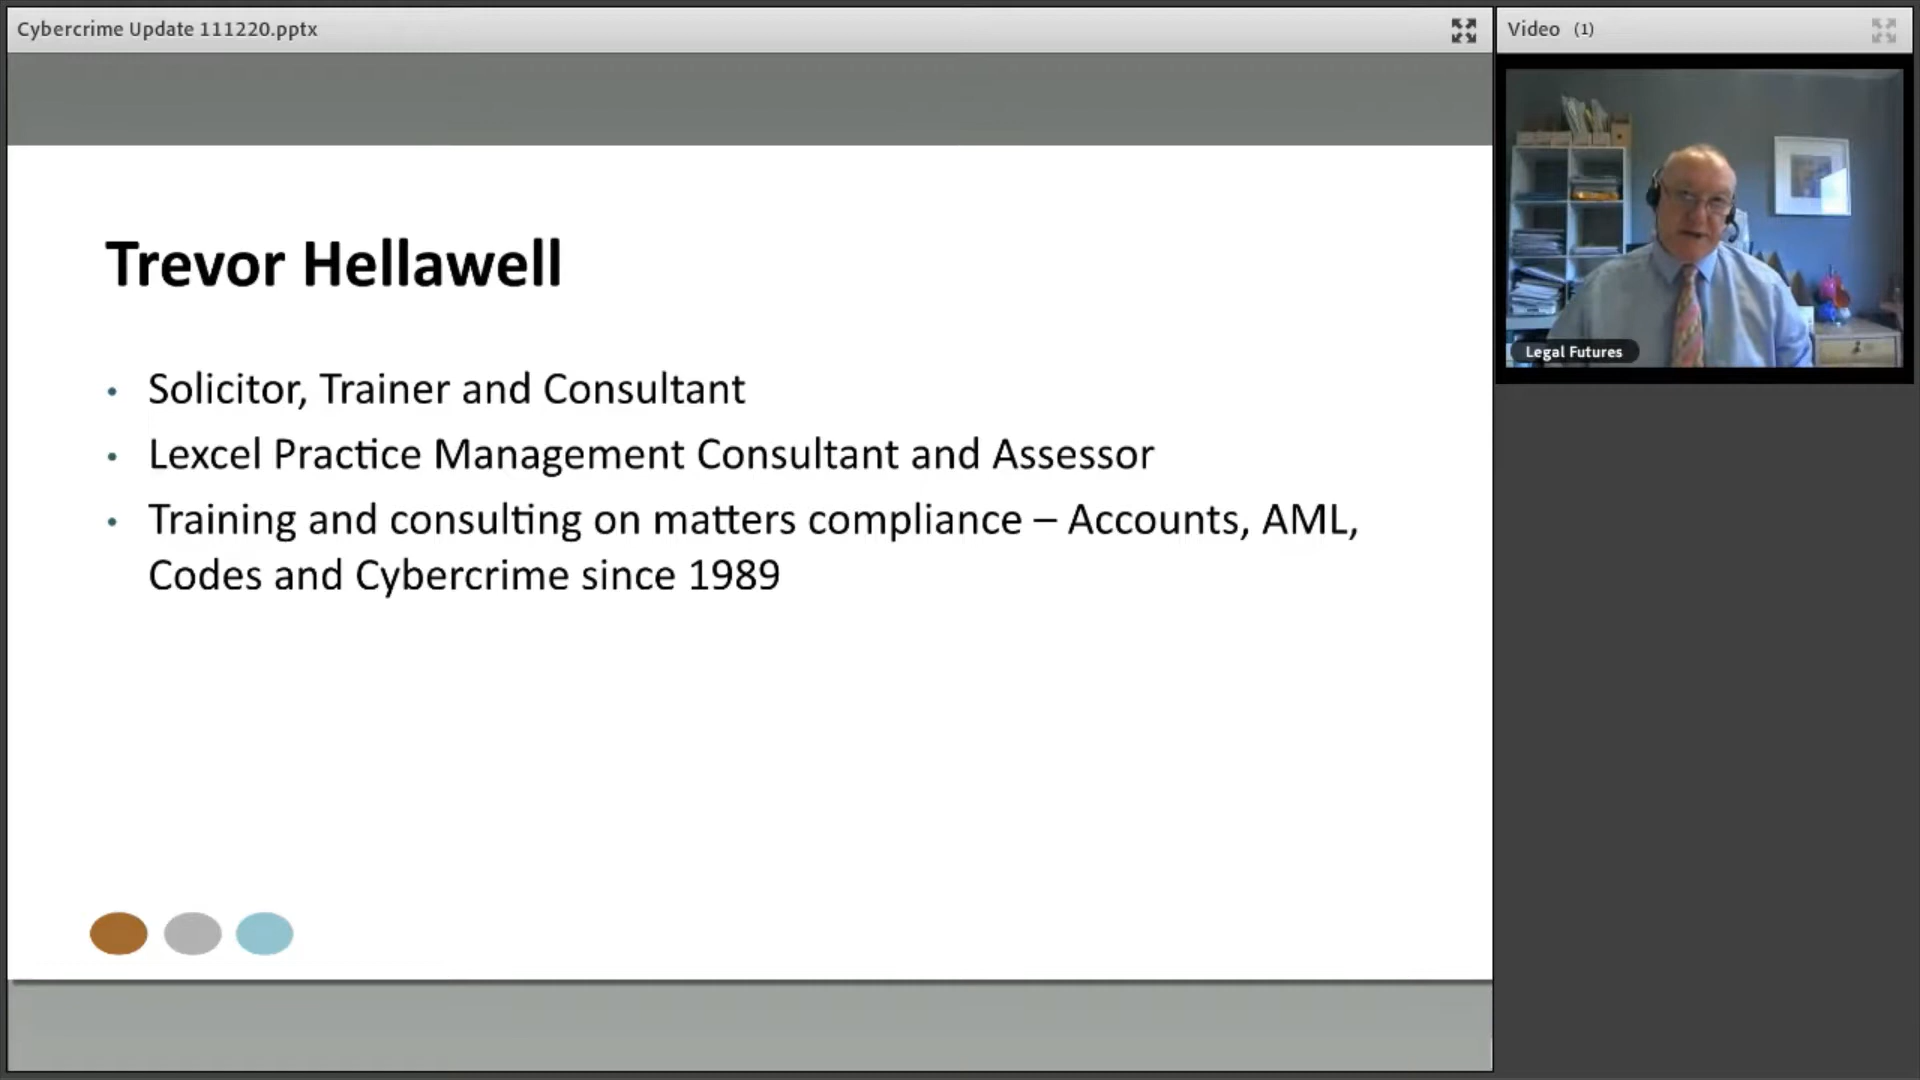 Cybercrime Update 111220.pptx
Video (1)
Trevor Hellawell
• Solicitor, Trainer and Consultant
• Lexcel Practice Management Consultant and Assessor
• Training and consulting on matters compliance – Accounts, AML,
Codes and Cybercrime since 1989
Legal Futures